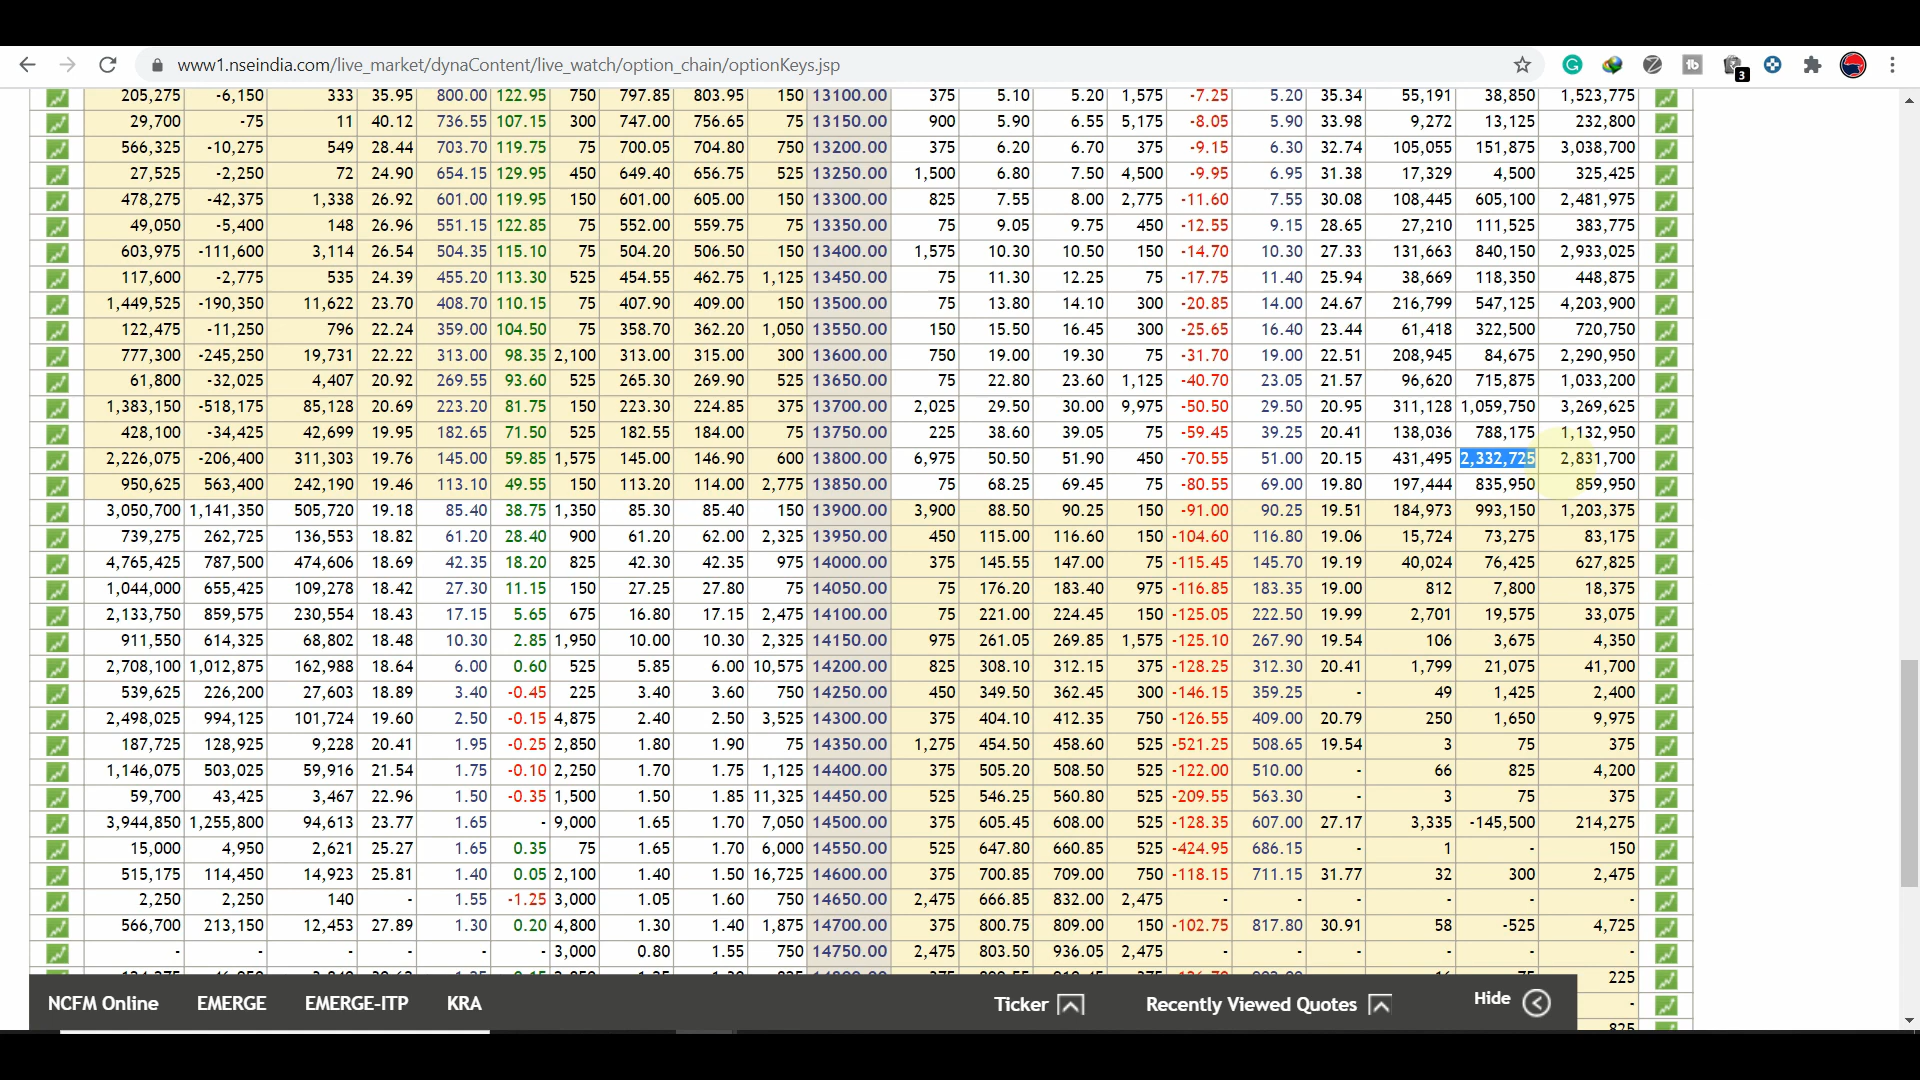 www1.nseindia.com/live_market/dynaContent/live_watch/option_chain/optionKeys.jsp
3
205,275 -6,150 333 35.95 800.00 122.95 750 797.85 803.95 150 13100.00 375 5.10 5.20 1,575 -7.25 5.20 35.34 55,191 38,850 1,523,775
29,700 -75 11 40.12 736.55 107.15 300 747.00 756.65 75 13150.00 900 5.90 6.55 5,175 -8.05 5.90 33.98 9,272 13,125 232,800
566,325 -10,275 549 28.44 703.70 119.75 75 700.05 704.80 750 13200.00 375 6.20 6.70 375 -9.15 6.30 32.74 105,055 151,875 3,038,700
27,525 -2,250 72 24.90 654.15 129.95 450 649.40 656.75 525 13250.00 1,500 6.80 7.50 4,500 -9.95 6.95 31.38 17,329 4,500 325,425
478,275 -42,375 1,338 26.92 601.00 119.95 150 601.00 605.00 150 13300.00 825 7.55 8.00 2,775 -11.60 7.55 30.08 108,445 605,100 2,481,975
49,050 -5,400 148 26.96 551.15 122.85 75 552.00 559.75 75 13350.00 75 9.05 9.75 450 -12.55 9.15 28.65 27,210 111,525 383,775
603,975 -111,600 3,114 26.54 504.35 115.10 75 504.20 506.50 150 13400.00 1,575 10.30 10.50 150 -14.70 10.30 27.33 131,663 840,150 2,933,025
117,600 -2,775 535 24.39 455.20 113.30 525 454.55 462.75 1,125 13450.00 75 11.30 12.25 75 -17.75 11.40 25.94 38,669 118,350 448,875
1,449,525 -190,350 11,622 23.70 408.70 110.15 75 407.90 409.00 150 13500.00 75 13.80 14.10 300 -20.85 14.00 24.67 216,799 547,125 4,203,900
122,475 -11,250 796 22.24 359.00 104.50 75 358.70 362.20 1,050 13550.00 150 15.50 16.45 300 -25.65 16.40 23.44 61,418 322,500 720,750
777,300 -245,250 19,731 22.22 313.00 98.35 2,100 313.00 315.00 300 13600.00 750 19.00 19.30 75 -31.70 19.00 22.51 208,945 84,675 2,290,950
61,800 -32,025 4,407 20.92 269.55 93.60 525 265.30 269.90 525 13650.00 75 22.80 23.60 1,125 -40.70 23.05 21.57 96,620 715,875 1,033,200
1,383,150 -518,175 85,128 20.69 223.20 81.75 150 223.30 224.85 375 13700.00 2,025 29.50 30.00 9,975 -50.50 29.50 20.95 311,128 1,059,750 3,269,625
428,100 -34,425 42,699 19.95 182.65 71.50 525 182.55 184.00 75 13750.00 225 38.60 39.05 75 -59.45 39.25 20.41 138,036 788,175 1,132,950
2,226,075 -206,400 311,303 19.76 145.00 59.85 1,575 145.00 146.90 600 13800.00 6,975 50.50 51.90 450 -70.55 51.00 20.15 431,495 2,332,725 2,831,700
950,625 563,400 242,190 19.46 113.10 49.55 150 113.20 114.00 2,775 13850.00 75 68.25 69.45 75 -80.55 69.00 19.80 197,444 835,950 859,950
3,050,700 1,141,350 505,720 19.18 85.40 38.75 1,350 85.30 85.40 150 13900.00 3,900 88.50 90.25 150 -91.00 90.25 19.51 184,973 993,150 1,203,375
739,275 262,725 136,553 18.82 61.20 28.40 900 61.20 62.00 2,325 13950.00 450 115.00 116.60 150 -104.60 116.80 19.06 15,724 73,275 83,175
4,765,425 787,500 474,606 18.69 42.35 18.20 825 42.30 42.35 975 14000.00 375 145.55 147.00 75 -115.45 145.70 19.19 40,024 76,425 627,825
1,044,000 655,425 109,278 18.42 27.30 11.15 150 27.25 27.80 75 14050.00 75 176.20 183.40 975 -116.85 183.35 19.00 812 7,800 18,375
2,133,750 859,575 230,554 18.43 17.15 5.65 675 16.80 17.15 2,475 14100.00 75 221.00 224.45 150 -125.05 222.50 19.99 2,701 19,575 33,075
911,550 614,325 68,802 18.48 10.30 2.85 1,950 10.00 10.30 2,325 14150.00 975 261.05 269.85 1,575 -125.10 267.90 19.54 106 3,675 4,350
2,708,100 1,012,875 162,988 18.64 6.00 0.60 525 5.85 6.00 10,575 14200.00 825 308.10 312.15 375 -128.25 312.30 20.41 1,799 21,075 41,700
539,625 226,200 27,603 18.89 3.40 -0.45 225 3.40 3.60 750 14250.00 450 349.50 362.45 300 -146.15 359.25 - 49 1,425 2,400
2,498,025 994,125 101,724 19.60 2.50 -0.15 4,875 2.40 2.50 3,525 14300.00 375 404.10 412.35 750 -126.55 409.00 20.79 250 1,650 9,975
187,725 128,925 9,228 20.41 1.95 -0.25 2,850 1.80 1.90 75 14350.00 1,275 454.50 458.60 525 -521.25 508.65 19.54 3 75 375
1,146,075 503,025 59,916 21.54 1.75 -0.10 2,250 1.70 1.75 1,125 14400.00 375 505.20 508.50 525 -122.00 510.00 - 66 825 4,200
59,700 43,425 3,467 22.96 1.50 -0.35 1,500 1.50 1.85 11,325 14450.00 525 546.25 560.80 525 -209.55 563.30 - 3 75 375
3,944,850 1,255,800 94,613 23.77 1.65 - 9,000 1.65 1.70 7,050 14500.00 375 605.45 608.00 525 -128.35 607.00 27.17 3,335 -145,500 214,275
15,000 4,950 2,621 25.27 1.65 0.35 75 1.65 1.70 6,000 14550.00 525 647.80 660.85 525 -424.95 686.15 - 1 - 150
515,175 114,450 14,923 25.81 1.40 0.05 2,100 1.40 1.50 16,725 14600.00 375 700.85 709.00 750 -118.15 711.15 31.77 32 300 2,475
2,250 2,250 140 - 1.55 -1.25 3,000 1.05 1.60 750 14650.00 2,475 666.85 832.00 2,475 - - - - - -
566,700 213,150 12,453 27.89 1.30 0.20 4,800 1.30 1.40 1,875 14700.00 375 800.75 809.00 150 -102.75 817.80 30.91 58 -525 4,725
- - - - - - 3,000 0.80 1.55 750 14750.00 2,475 803.50 936.05 2,475 - - - - - -
225
-
NCFM Online EMERGE EMERGE-ITP KRA Ticker Recently Viewed Quotes Hide